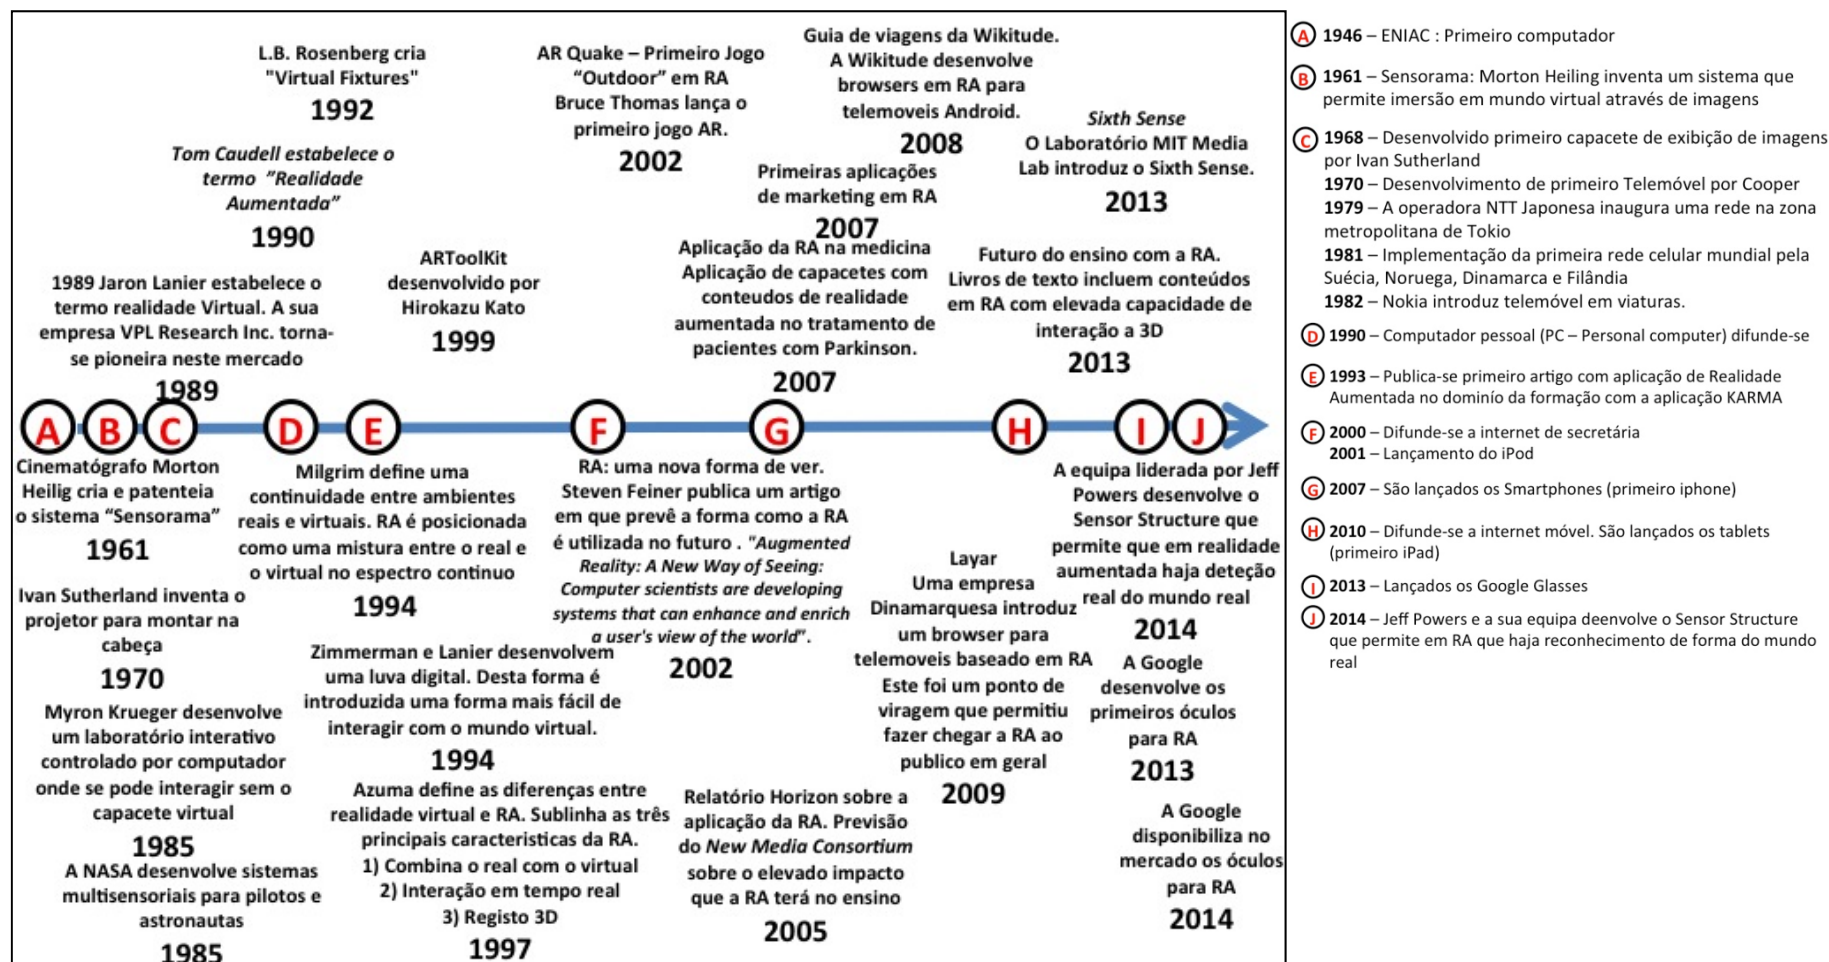 L.B. Rosenberg cria
"Virtual Fixtures"
1992
Tom Caudell estabelece o
termo "Realidade
Aumentada"
1990
1989 Jaron Lanier estabelece o
termo realidade Virtual. A sua
empresa VPL Research Inc. torna-
se pioneira neste mercado
1989
ARToolKit
desenvolvido por
Hirokazu Kato
1999
AR Quake – Primeiro Jogo
“Outdoor” em RA
Bruce Thomas lança o
primeiro jogo AR.
2002
Guia de viagens da Wikitude.
A Wikitude desenvolve
browsers em RA para
telemoveis Android.
2008
Primeiras aplicações
de marketing em RA
2007
Aplicação da RA na medicina
Aplicação de capacetes com
conteudos de realidade
aumentada no tratamento de
pacientes com Parkinson.
2007
Sixth Sense
O Laboratório MIT Media
Lab introduz o Sixth Sense.
2013
Futuro do ensino com a RA.
Livros de texto incluem conteúdos
em RA com elevada capacidade de
interação a 3D
2013
A B C D E F G H I J
Cinematógrafo Morton
Heilig cria e patenteia
o sistema “Sensorama”
1961
Ivan Sutherland inventa o
projetor para montar na
cabeça
1970
Myron Krueger desenvolve
um laboratório interativo
controlado por computador
onde se pode interagir sem o
capacete virtual
1985
A NASA desenvolve sistemas
multisensoriais para pilotos e
astronautas
1985
Milgrim define uma
continuidade entre ambientes
reais e virtuais. RA é posicionada
como uma mistura entre o real e
o virtual no espectro continuo
1994
Zimmerman e Lanier desenvolvem
uma luva digital. Desta forma é
introduzida uma forma mais fácil de
interagir com o mundo virtual.
1994
Azuma define as diferenças entre
realidade virtual e RA. Sublinha as três
principais caracteristicas da RA.
1) Combina o real com o virtual
2) Interação em tempo real
3) Registo 3D
1997
RA: uma nova forma de ver.
Steven Feiner publica um artigo
em que prevê a forma como a RA
é utilizada no futuro . "Augmented
Reality: A New Way of Seeing:
Computer scientists are developing
systems that can enhance and enrich
a user's view of the world".
2002
Relatório Horizon sobre a
aplicação da RA. Previsão
do New Media Consortium
sobre o elevado impacto
que a RA terá no ensino
2005
Layar
Uma empresa
Dinamarquesa introduz
um browser para
telemoveis baseado em RA
Este foi um ponto de
viragem que permitiu
fazer chegar a RA ao
publico em geral
2009
A equipa liderada por Jeff
Powers desenvolve o
Sensor Structure que
permite que em realidade
aumentada haja deteção
real do mundo real
2014
A Google
desenvolve os
primeiros óculos
para RA
2013
A Google
disponibiliza no
mercado os óculos
para RA
2014
A 1946 – ENIAC : Primeiro computador
B 1961 – Sensorama: Morton Heiling inventa um sistema que
permite imersão em mundo virtual através de imagens
C 1968 – Desenvolvido primeiro capacete de exibição de imagens
por Ivan Sutherland
1970 – Desenvolvimento de primeiro Telemóvel por Cooper
1979 – A operadora NTT Japonesa inaugura uma rede na zona
metropolitana de Tokio
1981 – Implementação da primeira rede celular mundial pela
Suécia, Noruega, Dinamarca e Filândia
1982 – Nokia introduz telemóvel em viaturas.
D 1990 – Computador pessoal (PC – Personal computer) difunde-se
E 1993 – Publica-se primeiro artigo com aplicação de Realidade
Aumentada no domínío da formação com a aplicação KARMA
F 2000 – Difunde-se a internet de secretária
2001 – Lançamento do iPod
G 2007 – São lançados os Smartphones (primeiro iphone)
H 2010 – Difunde-se a internet móvel. São lançados os tablets
(primeiro iPad)
I 2013 – Lançados os Google Glasses
J 2014 – Jeff Powers e a sua equipa deenvolve o Sensor Structure
que permite em RA que haja reconhecimento de forma do mundo
real